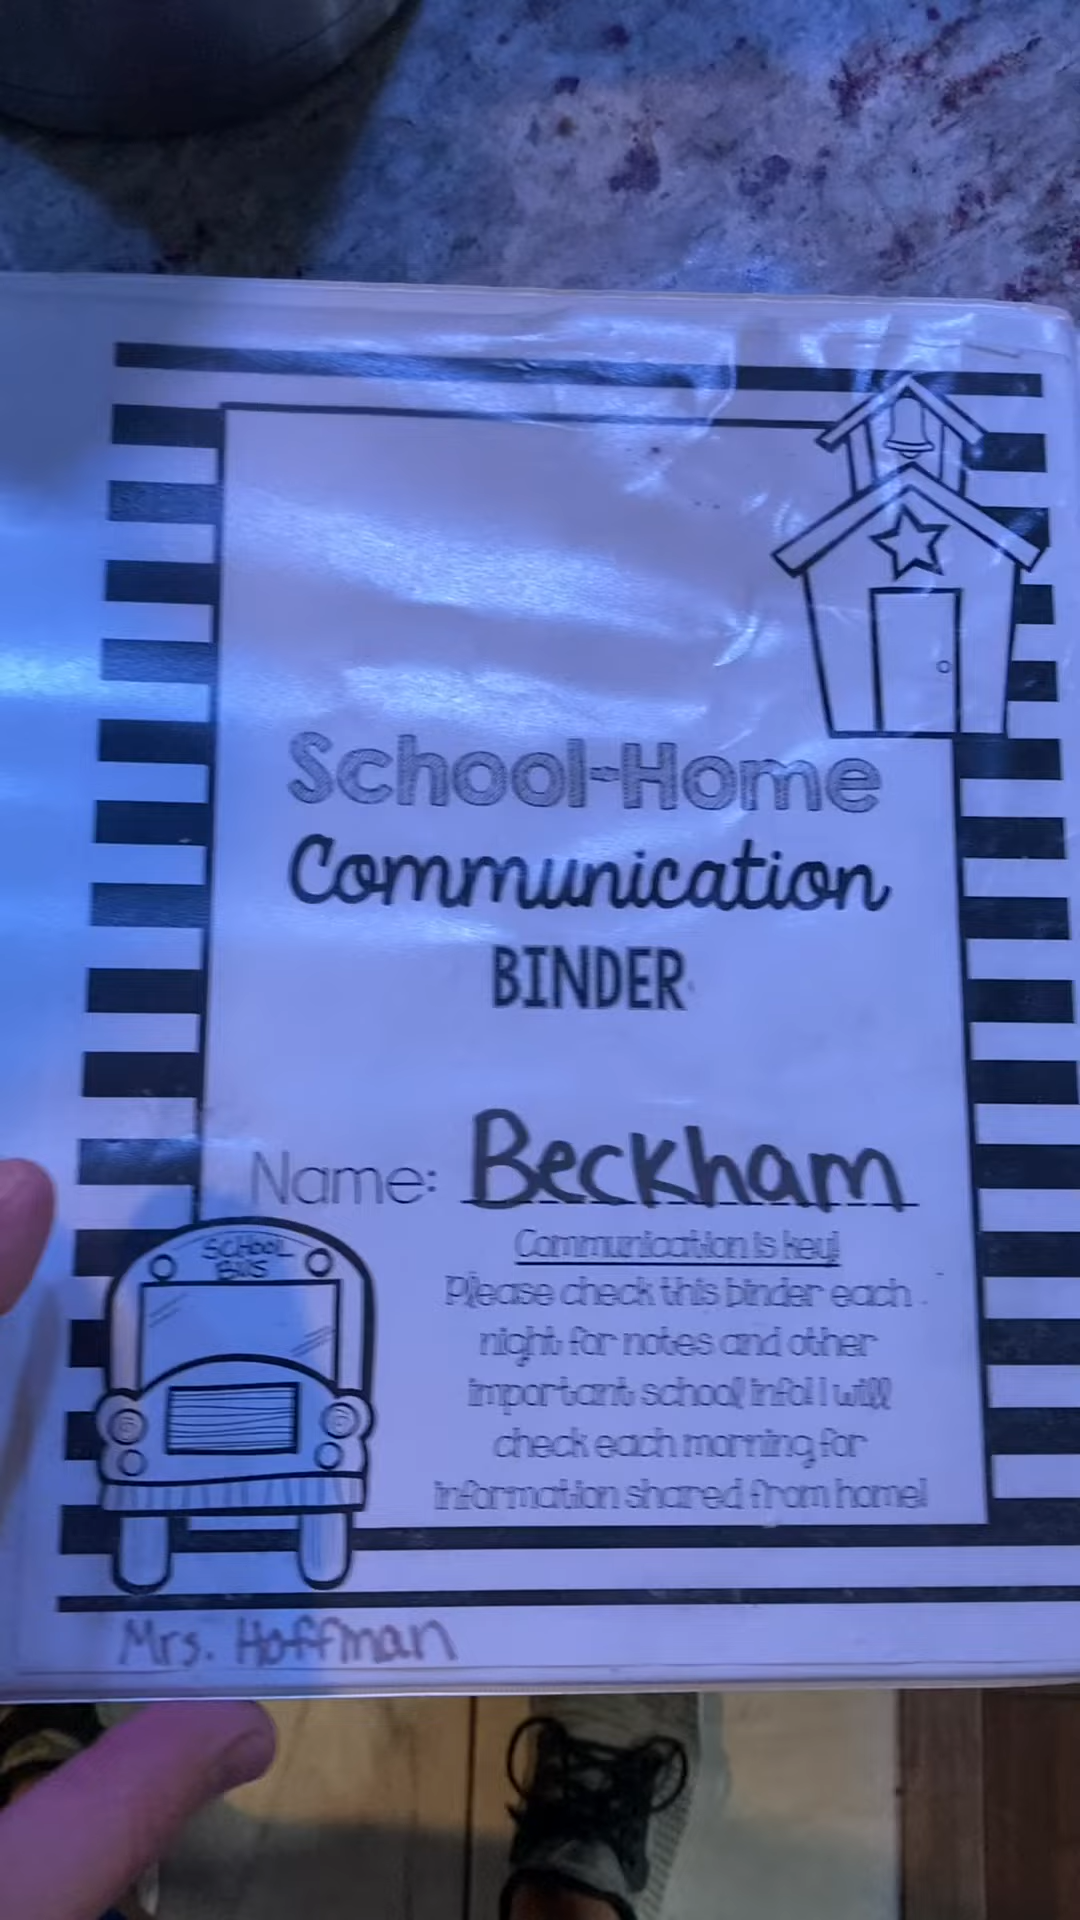 School-Home
Communication
BINDER
Name: Beckham
Communication is key!
Please check this binder each
night for notes and other
important school info! I will
check each morning for
information shared from home!
SCHOOL
BUS
Mrs. Hoffman